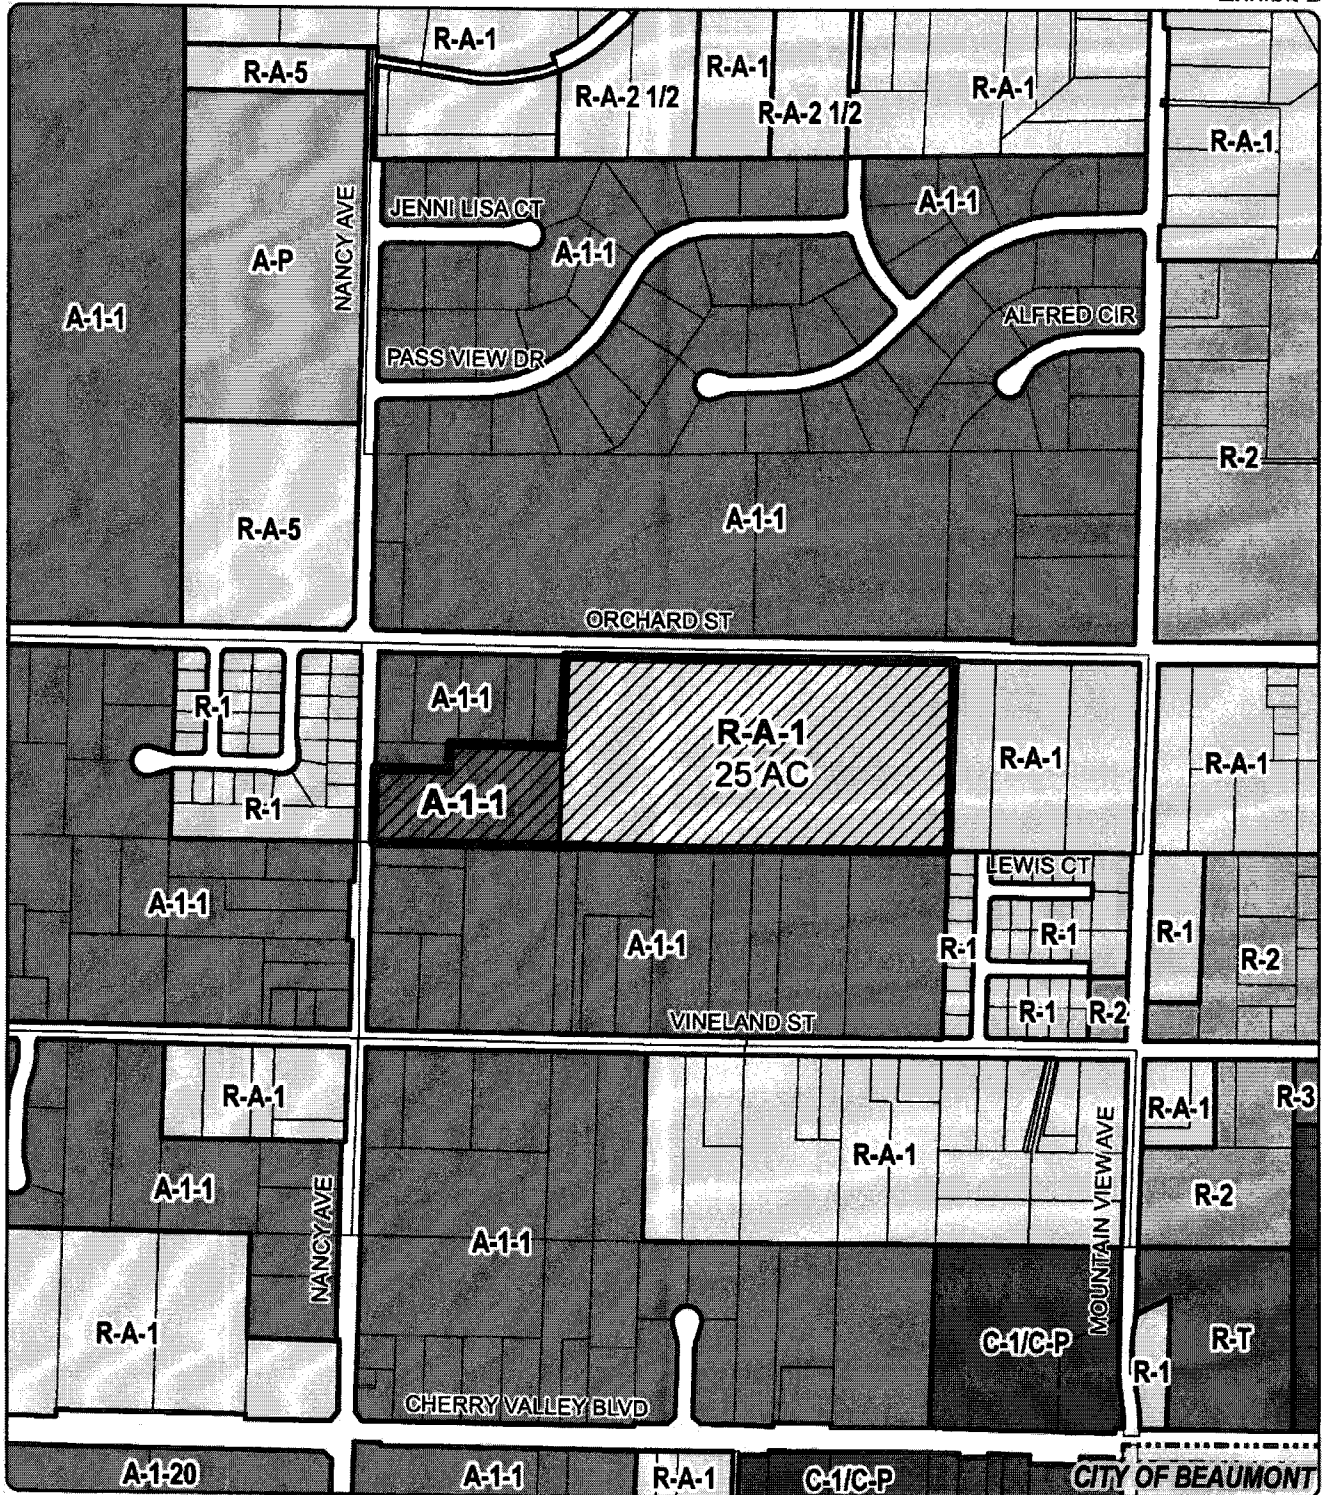 R-A-1
R-A-5
R-A-2 1/2
R-A-1
R-A-2 1/2
R-A-1
R-A-1
NANCY AVE
JENNI LISA CT
A-1-1
A-1-1
A-P
A-1-1
ALFRED CIR
PASS VIEW DR
R-2
R-A-5
A-1-1
ORCHARD ST
R-1
A-1-1
R-A-1
25 AC
R-A-1
R-A-1
R-1
A-1-1
LEWIS CT
A-1-1
A-1-1
R-1
R-1
R-1
R-2
R-1
R-2
VINELAND ST
R-A-1
R-A-1
R-A-1
R-3
A-1-1
NANCY AVE
A-1-1
MOUNTAIN VIEW AVE
R-2
R-A-1
C-1/C-P
R-1
R-T
CHERRY VALLEY BLVD
A-1-20
A-1-1
R-A-1
C-1/C-P
CITY OF BEAUMONT